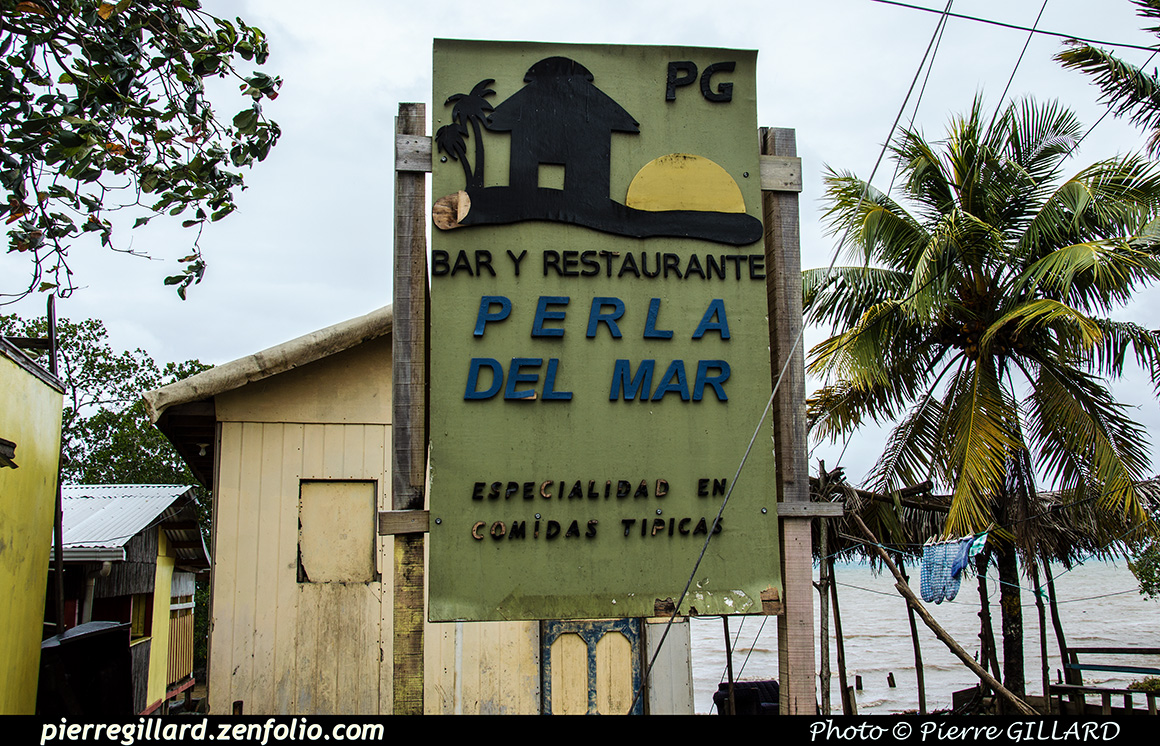 PG
BAR Y RESTAURANTE
PERLA
DEL MAR
ESPECIALIDAD EN
COMIDAS TIPICAS
pierregillard.zenfolio.com
Photo © Pierre GILLARD